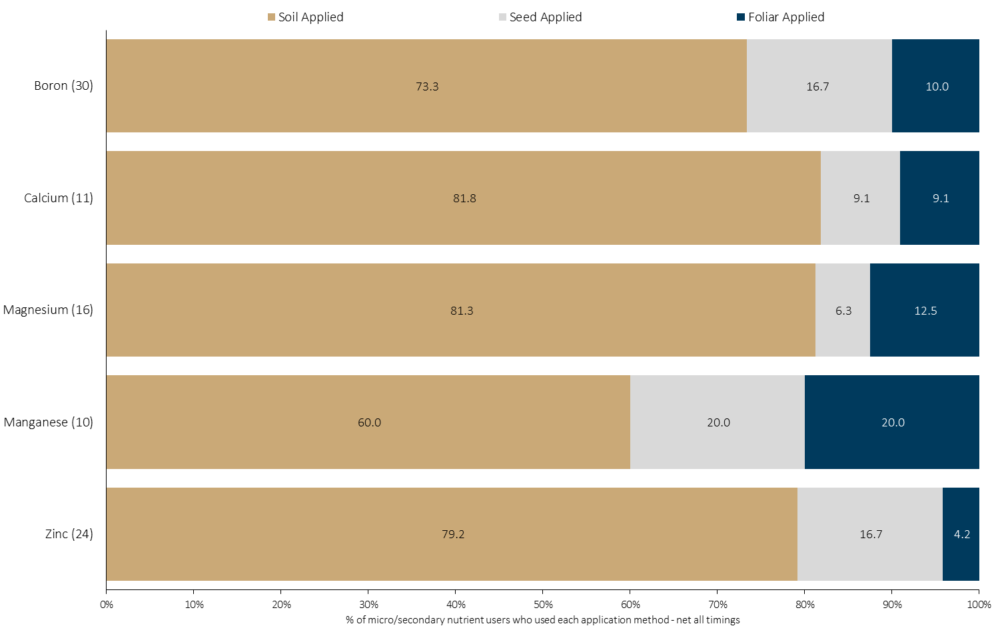 Soil Applied Seed Applied Foliar Applied
Boron (30) 73.3 16.7 10.0
Calcium (11) 81.8 9.1 9.1
Magnesium (16) 81.3 6.3 12.5
Manganese (10) 60.0 20.0 20.0
Zinc (24) 79.2 16.7 4.2
0% 10% 20% 30% 40% 50% 60% 70% 80% 90% 100%
% of micro/secondary nutrient users who used each application method - net all timings